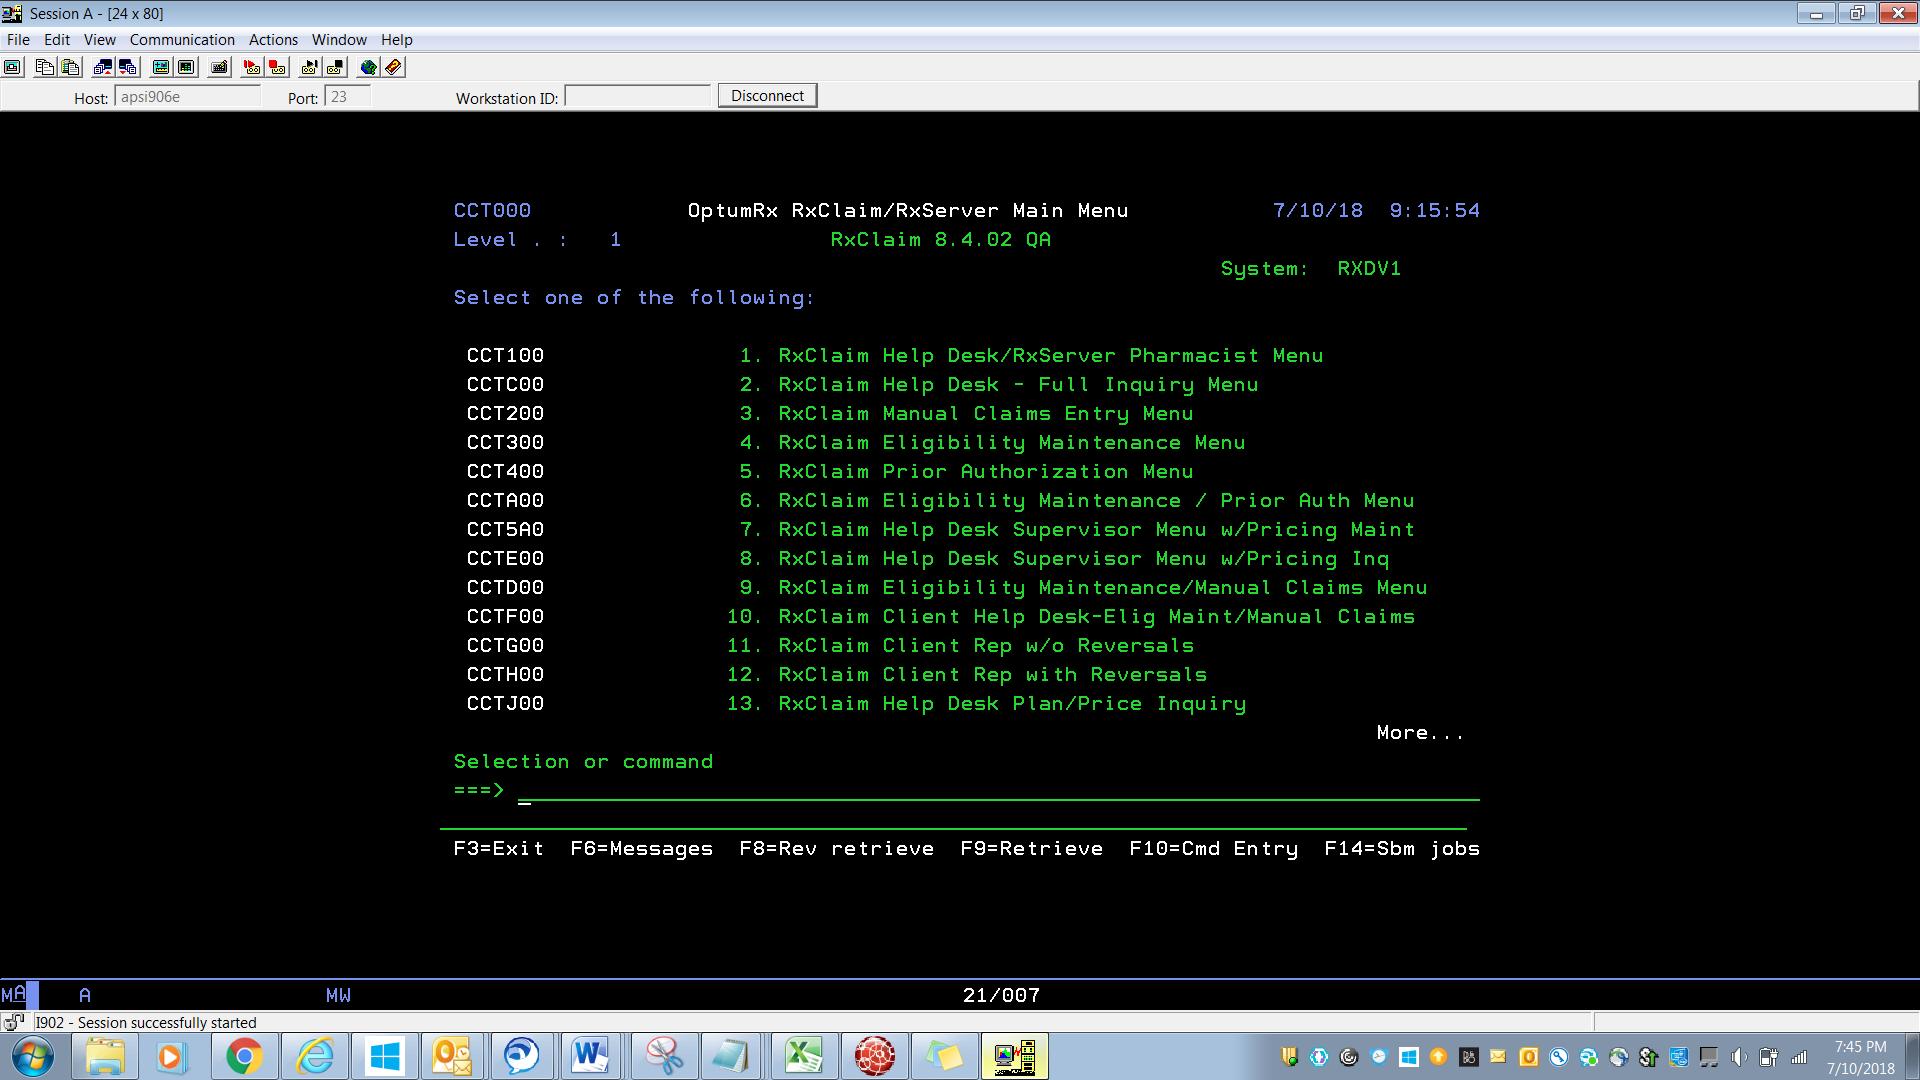 Session A - [24 x 80]
File Edit View Communication Actions Window Help
Host: apsi906e Port: 23 Workstation ID: Disconnect
CCT000 OptumRx RxClaim/RxServer Main Menu 7/10/18 9:15:54
Level . : 1 RxClaim 8.4.02 QA
System: RXDV1
Select one of the following:
CCT100 1. RxClaim Help Desk/RxServer Pharmacist Menu
CCTC00 2. RxClaim Help Desk - Full Inquiry Menu
CCT200 3. RxClaim Manual Claims Entry Menu
CCT300 4. RxClaim Eligibility Maintenance Menu
CCT400 5. RxClaim Prior Authorization Menu
CCTA00 6. RxClaim Eligibility Maintenance / Prior Auth Menu
CCT5A0 7. RxClaim Help Desk Supervisor Menu w/Pricing Maint
CCTE00 8. RxClaim Help Desk Supervisor Menu w/Pricing Inq
CCTD00 9. RxClaim Eligibility Maintenance/Manual Claims Menu
CCTF00 10. RxClaim Client Help Desk-Elig Maint/Manual Claims
CCTG00 11. RxClaim Client Rep w/o Reversals
CCTH00 12. RxClaim Client Rep with Reversals
CCTJ00 13. RxClaim Help Desk Plan/Price Inquiry
More...
Selection or command
===> _
F3=Exit F6=Messages F8=Rev retrieve F9=Retrieve F10=Cmd Entry F14=Sbm jobs
MA A MW 21/007
I902 - Session successfully started
7:45 PM
7/10/2018